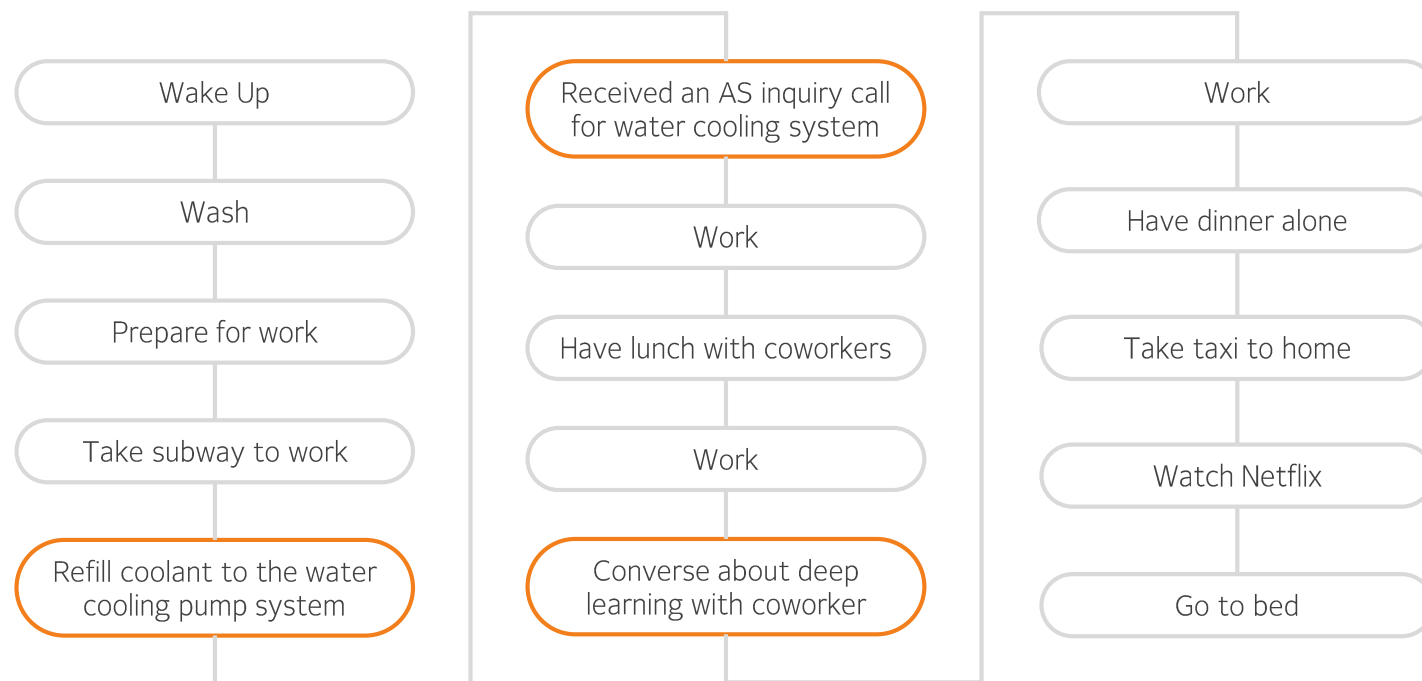 Wake Up
Wash
Prepare for work
Take subway to work
Refill coolant to the water
cooling pump system
Received an AS inquiry call
for water cooling system
Work
Have lunch with coworkers
Work
Converse about deep
learning with coworker
Work
Have dinner alone
Take taxi to home
Watch Netflix
Go to bed